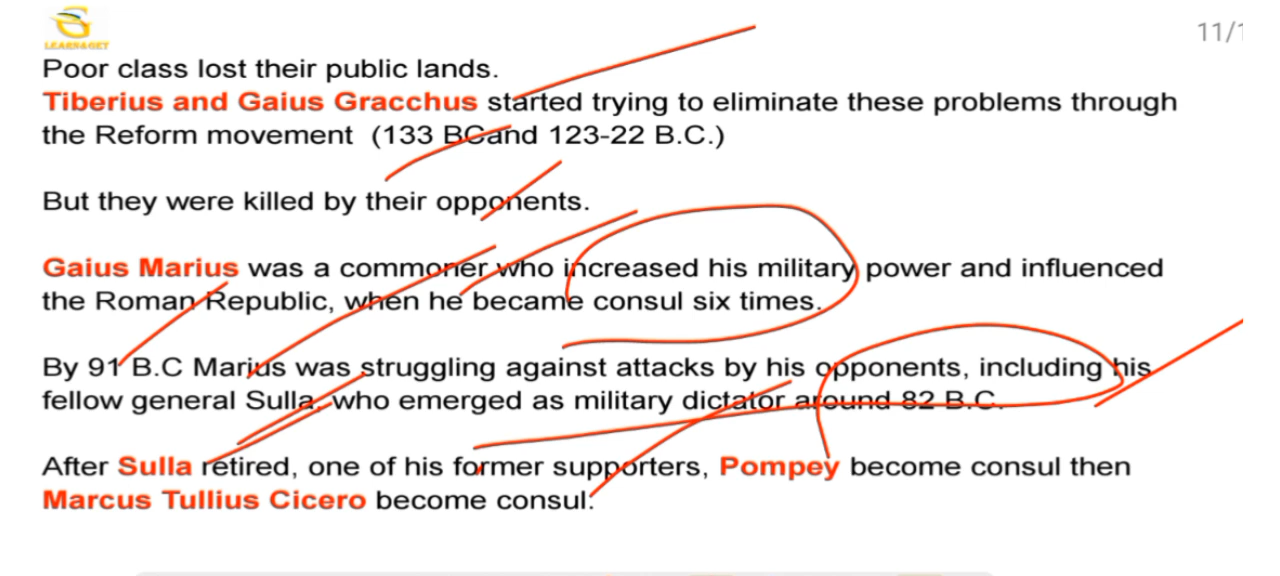 LEARN4GET
11/1
Poor class lost their public lands.
Tiberius and Gaius Gracchus started trying to eliminate these problems through
the Reform movement (133 BCand 123-22 B.C.)
But they were killed by their opponents.
Gaius Marius was a commoner who increased his military power and influenced
the Roman Republic, when he became consul six times.
By 91 B.C Marius was struggling against attacks by his opponents, including his
fellow general Sulla, who emerged as military dictator around 82 B.C.
After Sulla retired, one of his former supporters, Pompey become consul then
Marcus Tullius Cicero become consul.